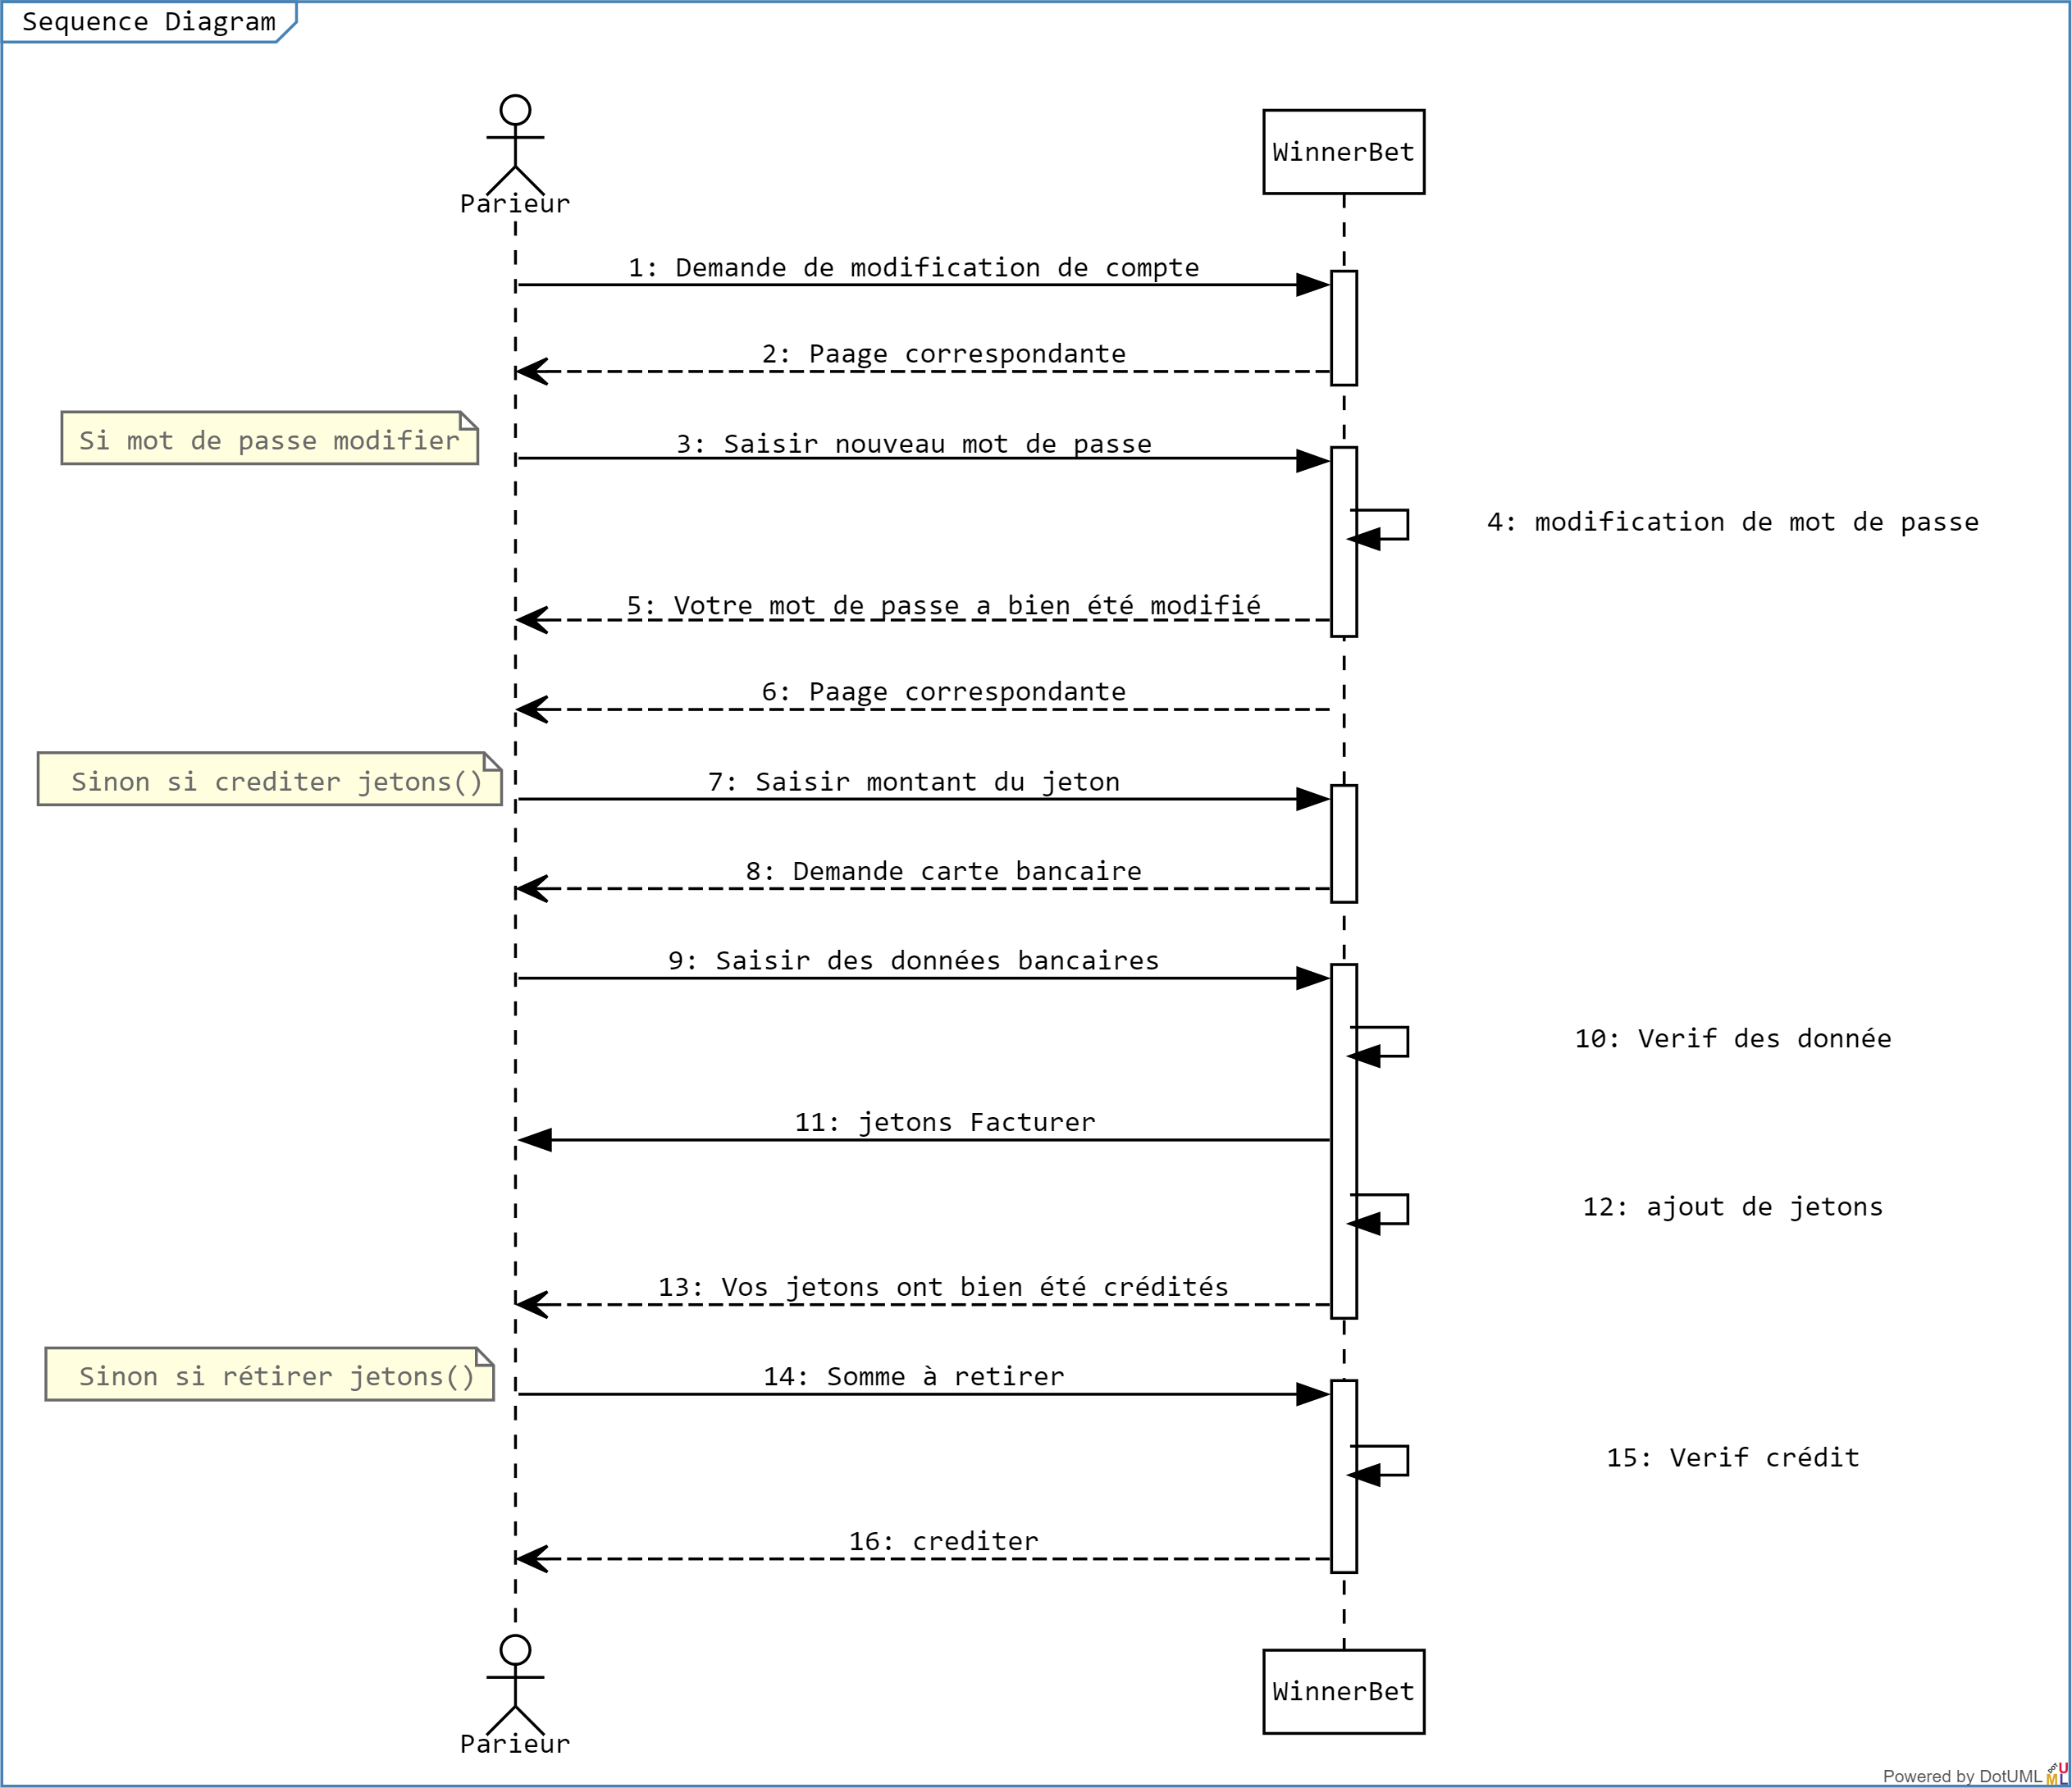 Sequence Diagram
Parieur
WinnerBet
1: Demande de modification de compte
2: Paage correspondante
Si mot de passe modifier
3: Saisir nouveau mot de passe
4: modification de mot de passe
5: Votre mot de passe a bien été modifié
6: Paage correspondante
Sinon si crediter jetons()
7: Saisir montant du jeton
8: Demande carte bancaire
9: Saisir des données bancaires
10: Verif des donnée
11: jetons Facturer
12: ajout de jetons
13: Vos jetons ont bien été crédités
Sinon si rétirer jetons()
14: Somme à retirer
15: Verif crédit
16: crediter
Parieur
WinnerBet
Powered by DotUML
DOT UML